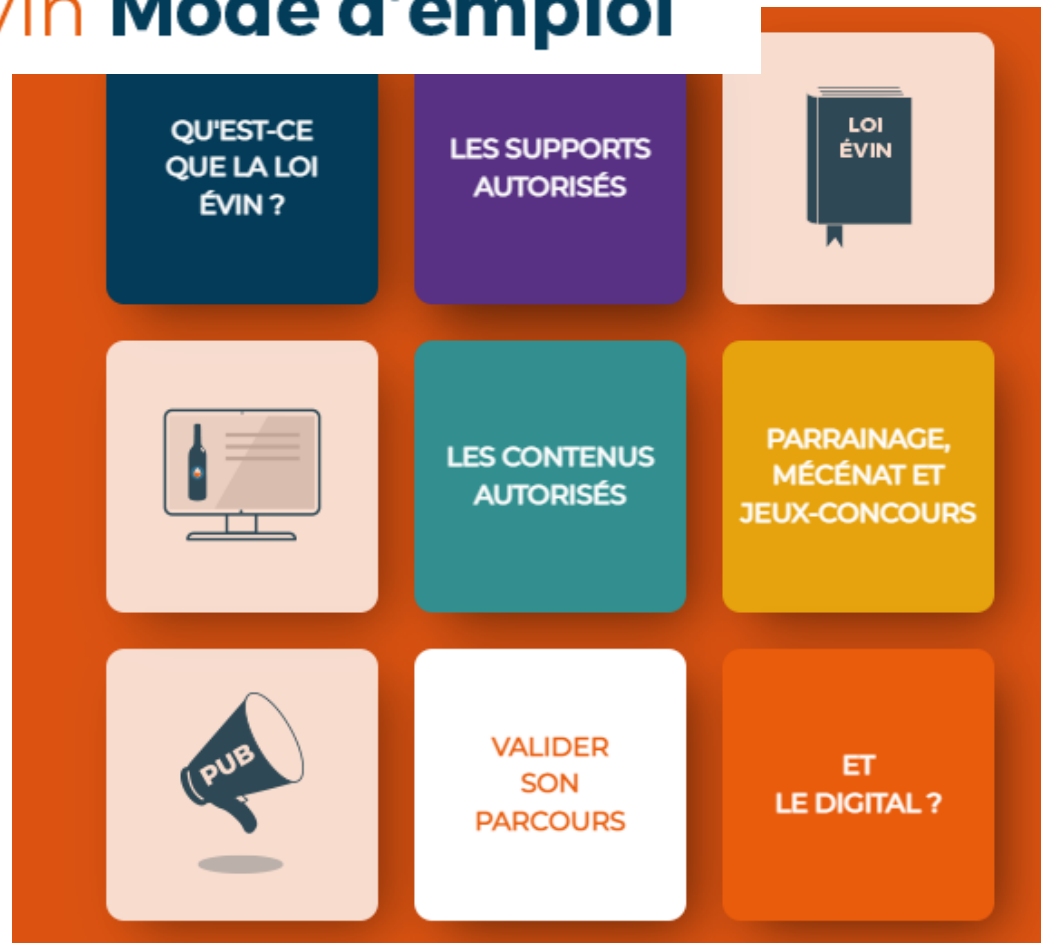 vin Mode d'emploi
QU'EST-CE
QUE LA LOI
ÉVIN ?
LES SUPPORTS
AUTORISÉS
LOI
ÉVIN
LES CONTENUS
AUTORISÉS
PARRAINAGE,
MÉCÉNAT ET
JEUX-CONCOURS
PUB
VALIDER
SON
PARCOURS
ET
LE DIGITAL ?